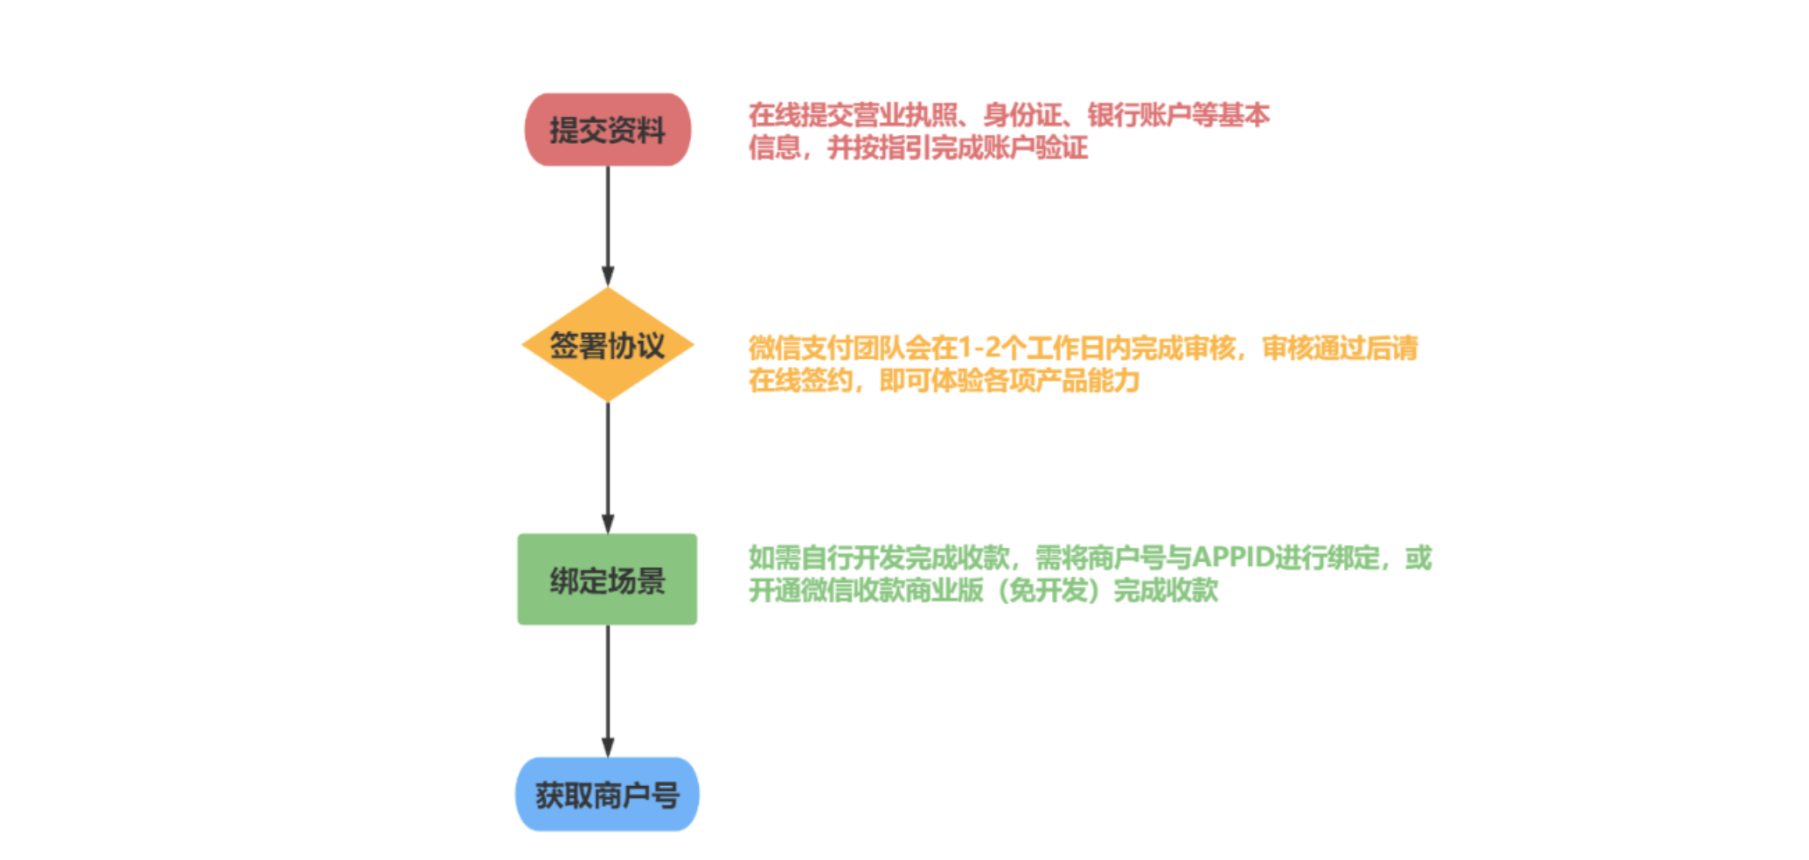 提交资料
在线提交营业执照、身份证、银行账户等基本
信息，并按指引完成账户验证
签署协议
微信支付团队会在1-2个工作日内完成审核，审核通过后请
在线签约，即可体验各项产品能力
绑定场景
如需自行开发完成收款，需将商户号与APPID进行绑定，或
开通微信收款商业版（免开发）完成收款
获取商户号